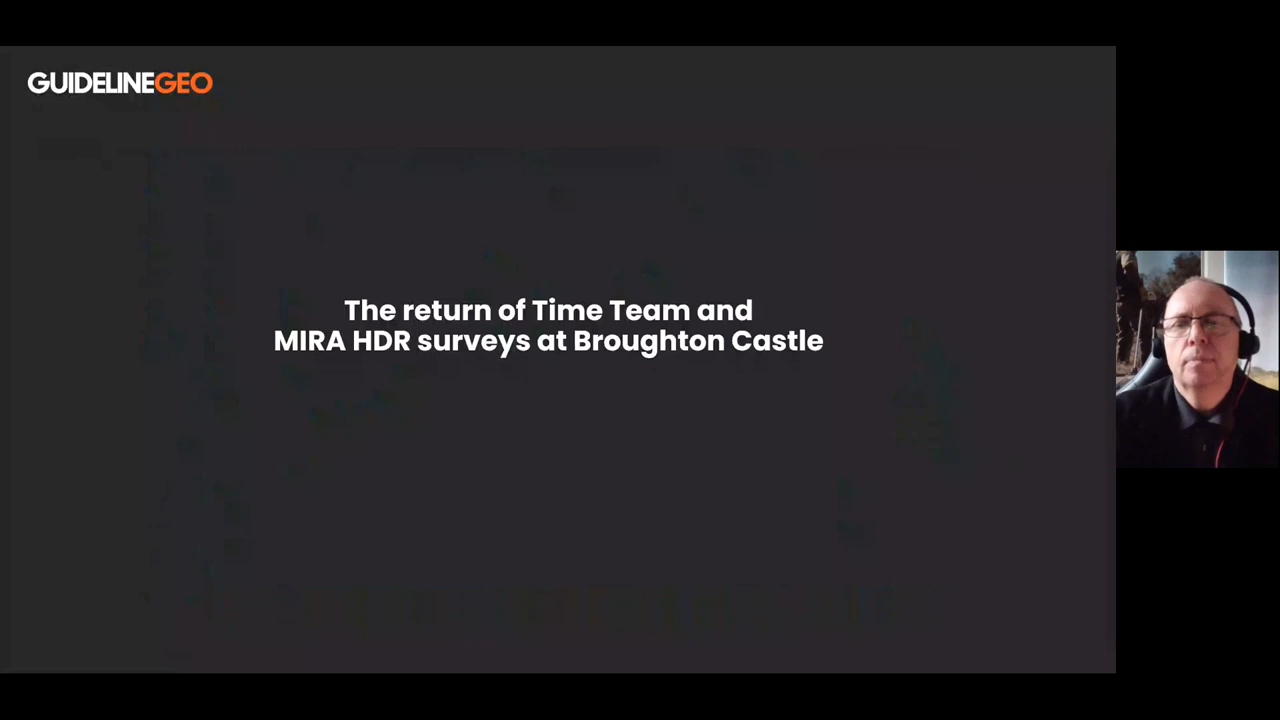 GUIDELINEGEO
The return of Time Team and
MIRA HDR surveys at Broughton Castle